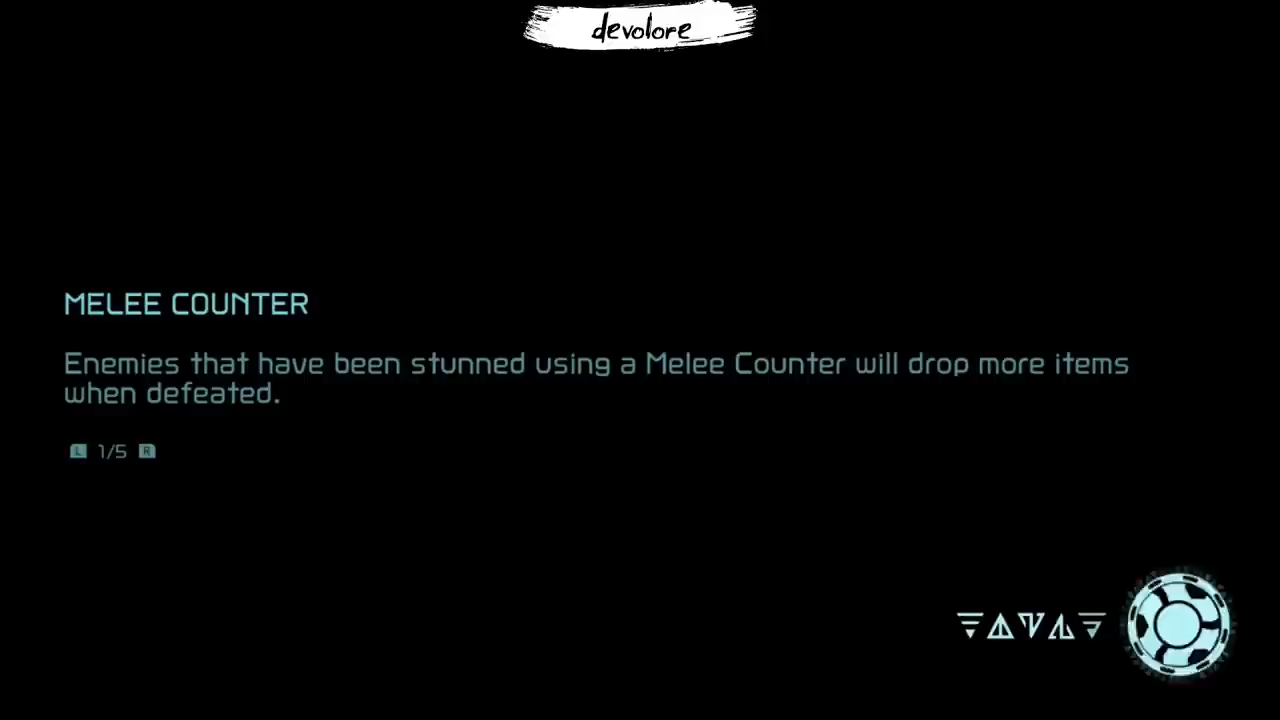 devolore
MELEE COUNTER
Enemies that have been stunned using a Melee Counter will drop more items
when defeated.
L 1/5 R